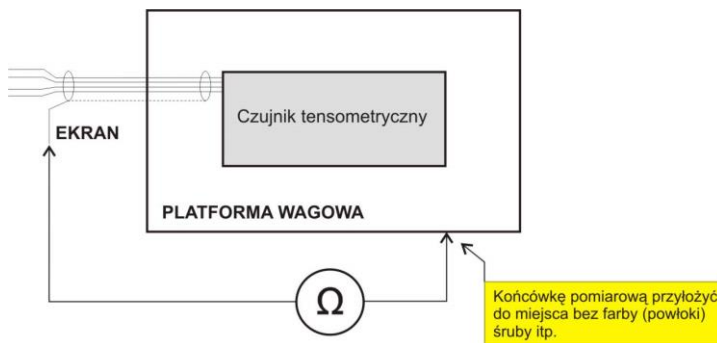 Czujnik tensometryczny
EKRAN
PLATFORMA WAGOWA
Ω
Końcówkę pomiarową przyłożyć
do miejsca bez farby (powłoki)
śruby itp.